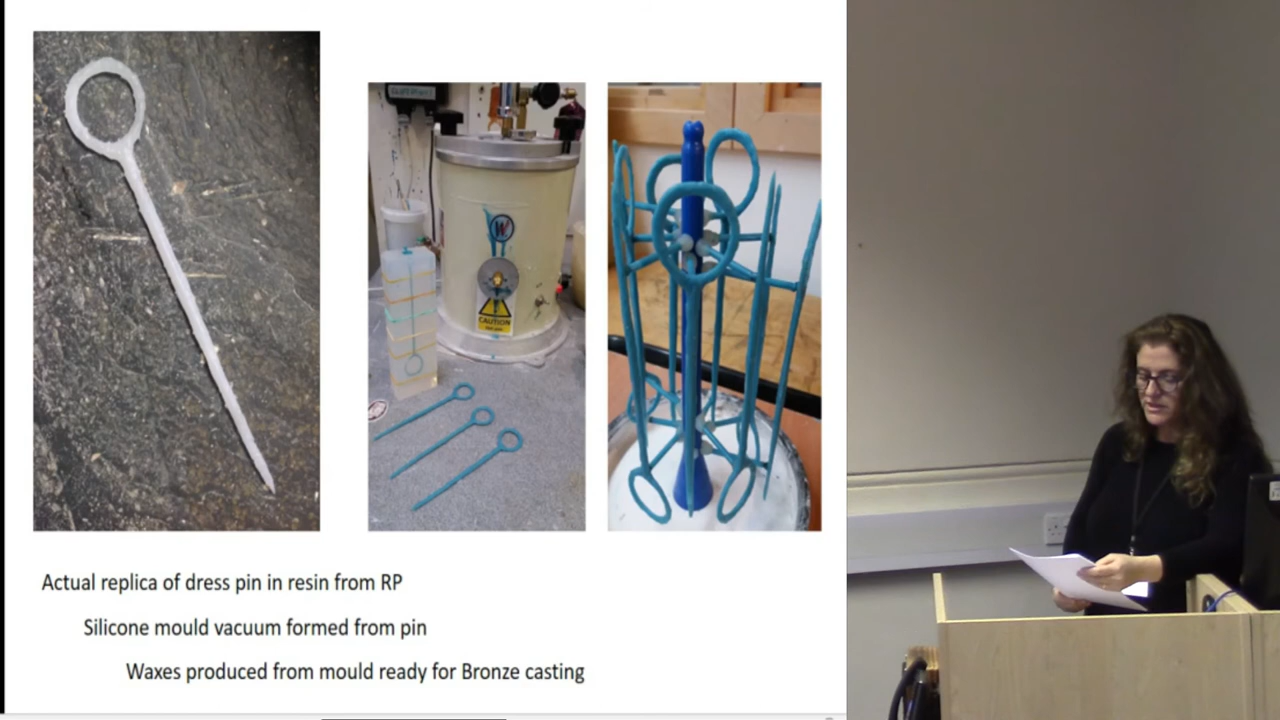 W
CAUTION
Actual replica of dress pin in resin from RP
Silicone mould vacuum formed from pin
Waxes produced from mould ready for Bronze casting